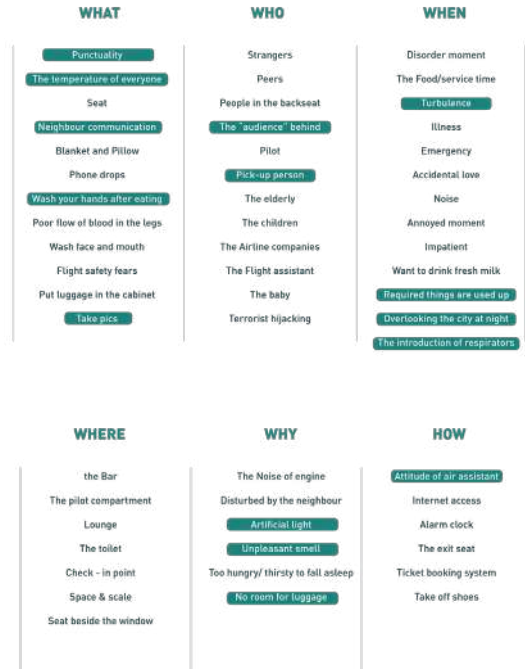 WHAT
Punctuality
The temperature of everyone
Seat
Neighbour communication
Blanket and Pillow
Phone drops
Wash your hands after eating
Poor flow of blood in the legs
Wash face and mouth
Flight safety fears
Put luggage in the cabinet
Take pics
WHO
Strangers
Peers
People in the backseat
The "audience" behind
Pilot
Pick-up person
The elderly
The children
The Airline companies
The Flight assistant
The baby
Terrorist hijacking
WHEN
Disorder moment
The Food/service time
Turbulence
Illness
Emergency
Accidental love
Noise
Annoyed moment
Impatient
Want to drink fresh milk
Required things are used up
Overlooking the city at night
The introduction of respirators
WHERE
the Bar
The pilot compartment
Lounge
The toilet
Check - in point
Space & scale
Seat beside the window
WHY
The Noise of engine
Disturbed by the neighbour
Artificial light
Unpleasant smell
Too hungry/ thirsty to fall asleep
No room for luggage
HOW
Attitude of air assistant
Internet access
Alarm clock
The exit seat
Ticket booking system
Take off shoes